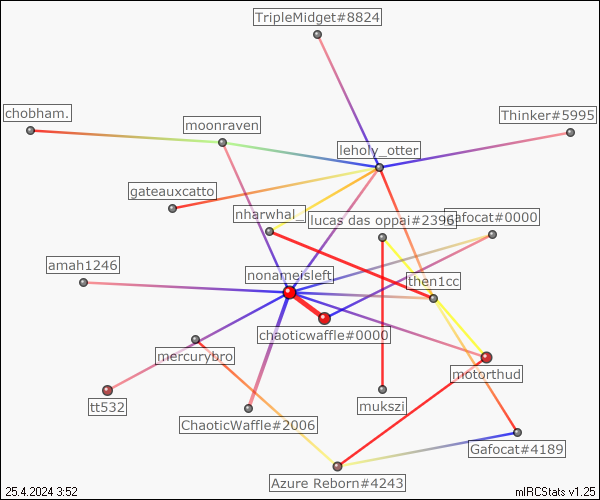 TripleMidget#8824
chobham.
Thinker#5995
moonraven
leholy_otter
gateauxcatto
nharwhal_
lucas das oppai#2396
Gafocat#0000
amah1246
nonameisleft
then1cc
chaoticwaffle#0000
mercurybro
motorthud
tt532
mukszi
ChaoticWaffle#2006
Gafocat#4189
Azure Reborn#4243
25.4.2024 3:52
mIRCStats v1.25